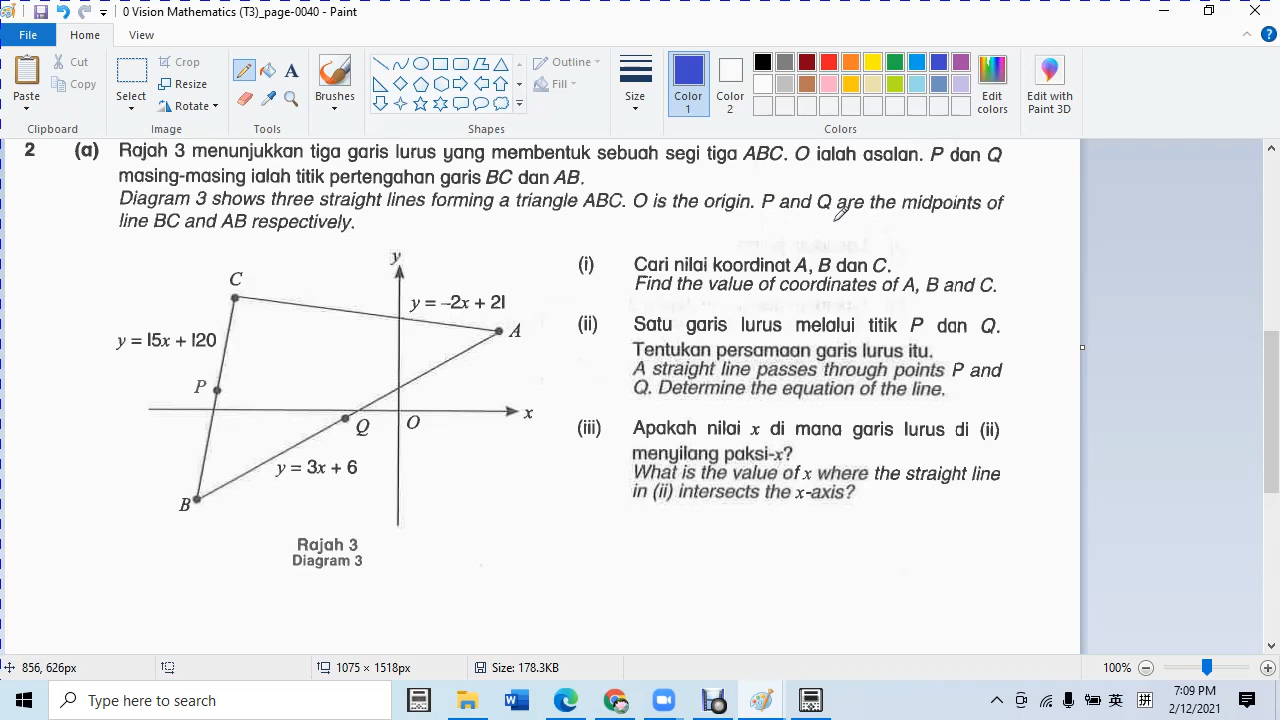 0 Vision Mathematics (T3)_page-0040 - Paint
File Home View
Paste Cut Copy Clipboard
Select Crop Resize Rotate Image
Tools
Brushes
Outline Fill Shapes
Size
Color 1 Color 2 Edit colors Colors
Edit with Paint 3D
2 (a) Rajah 3 menunjukkan tiga garis lurus yang membentuk sebuah segi tiga ABC. O ialah asalan. P dan Q
masing-masing ialah titik pertengahan garis BC dan AB.
Diagram 3 shows three straight lines forming a triangle ABC. O is the origin. P and Q are the midpoints of
line BC and AB respectively.
y
C
y = –2x + 21
A
y = 15x + 120
P
x
Q
O
y = 3x + 6
B
Rajah 3
Diagram 3
(i) Cari nilai koordinat A, B dan C.
Find the value of coordinates of A, B and C.
(ii) Satu garis lurus melalui titik P dan Q.
Tentukan persamaan garis lurus itu.
A straight line passes through points P and
Q. Determine the equation of the line.
(iii) Apakah nilai x di mana garis lurus di (ii)
menyilang paksi-x?
What is the value of x where the straight line
in (ii) intersects the x-axis?
856, 626px 1075 × 1518px Size: 178.3KB 100%
Type here to search
英 拼 7:09 PM
2/12/2021